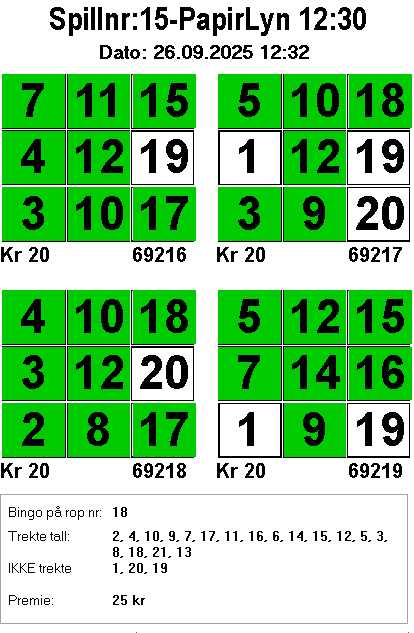 Spillnr:15-PapirLyn 12:30
Dato: 26.09.2025 12:32
7 11 15 5 10 18
4 12 19 1 12 19
3 10 17 3 9 20
Kr 20 69216 Kr 20 69217
4 10 18 5 12 15
3 12 20 7 14 16
2 8 17 1 9 19
Kr 20 69218 Kr 20 69219
Bingo på rop nr: 18
Trekte tall: 2, 4, 10, 9, 7, 17, 11, 16, 6, 14, 15, 12, 5, 3,
8, 18, 21, 13
IKKE trekte 1, 20, 19
Premie: 25 kr